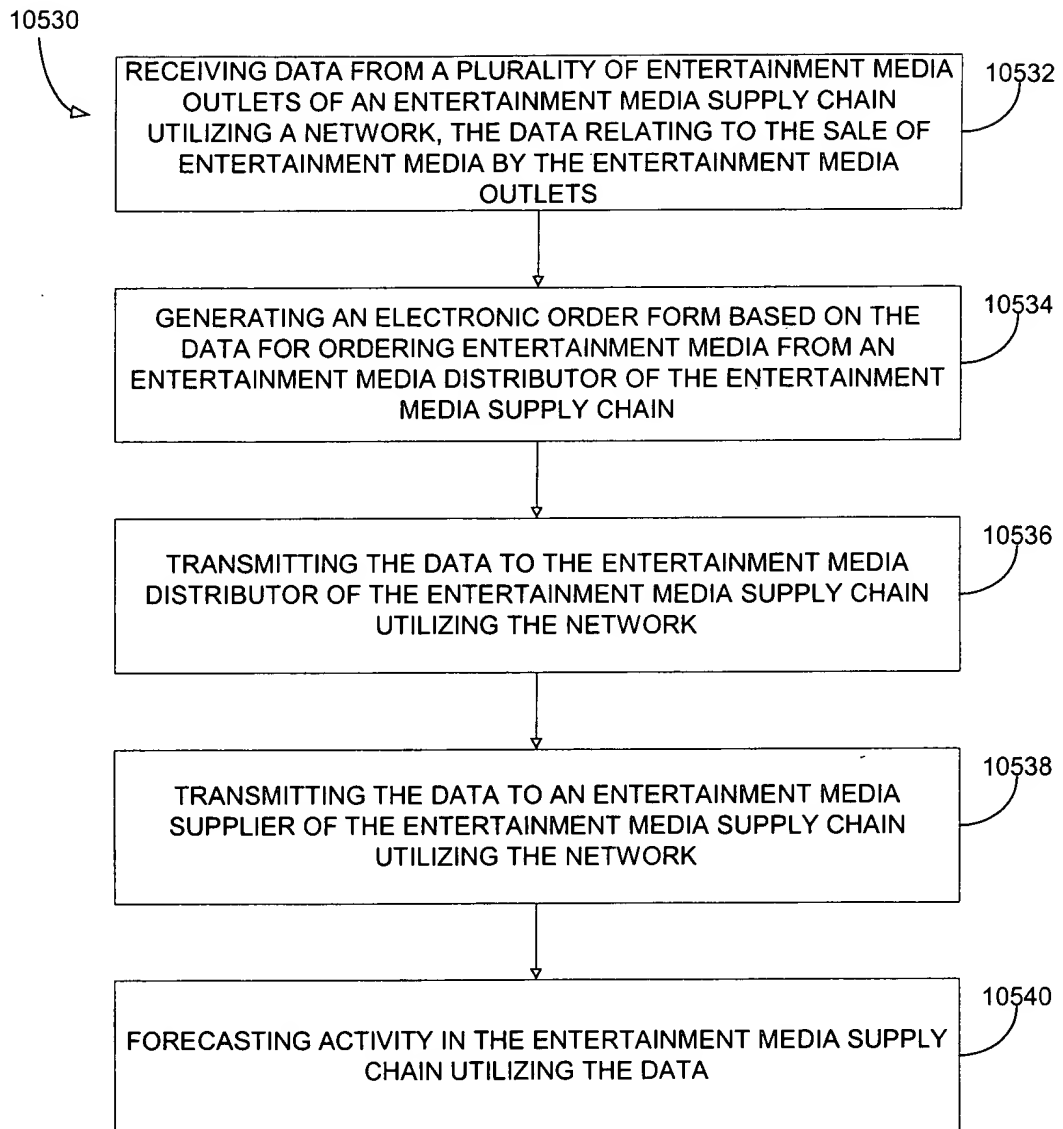 10530
RECEIVING DATA FROM A PLURALITY OF ENTERTAINMENT MEDIA
OUTLETS OF AN ENTERTAINMENT MEDIA SUPPLY CHAIN
UTILIZING A NETWORK, THE DATA RELATING TO THE SALE OF
ENTERTAINMENT MEDIA BY THE ENTERTAINMENT MEDIA
OUTLETS
10532
GENERATING AN ELECTRONIC ORDER FORM BASED ON THE
DATA FOR ORDERING ENTERTAINMENT MEDIA FROM AN
ENTERTAINMENT MEDIA DISTRIBUTOR OF THE ENTERTAINMENT
MEDIA SUPPLY CHAIN
10534
TRANSMITTING THE DATA TO THE ENTERTAINMENT MEDIA
DISTRIBUTOR OF THE ENTERTAINMENT MEDIA SUPPLY CHAIN
UTILIZING THE NETWORK
10536
TRANSMITTING THE DATA TO AN ENTERTAINMENT MEDIA
SUPPLIER OF THE ENTERTAINMENT MEDIA SUPPLY CHAIN
UTILIZING THE NETWORK
10538
FORECASTING ACTIVITY IN THE ENTERTAINMENT MEDIA SUPPLY
CHAIN UTILIZING THE DATA
10540